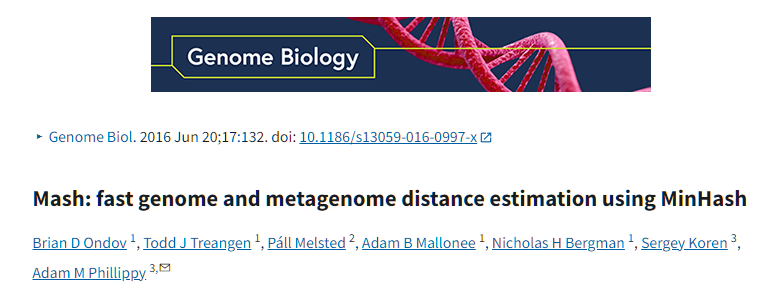 Genome Biology
▸ Genome Biol. 2016 Jun 20;17:132. doi: 10.1186/s13059-016-0997-x
Mash: fast genome and metagenome distance estimation using MinHash
Brian D Ondov 1, Todd J Treangen 1, Páll Melsted 2, Adam B Mallonee 1, Nicholas H Bergman 1, Sergey Koren 3,
Adam M Phillippy 3,✉